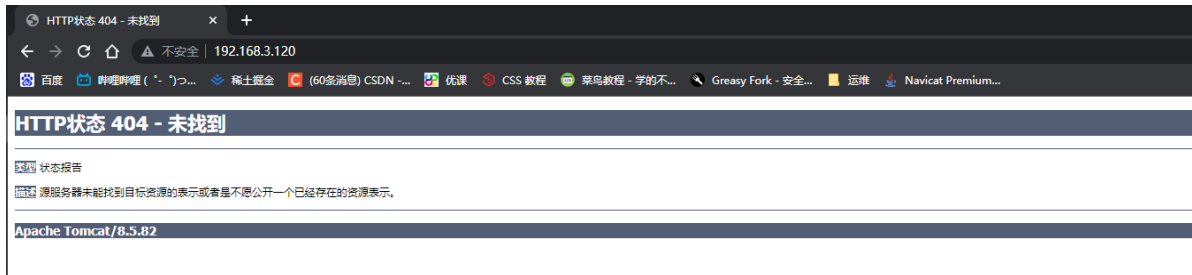 HTTP状态 404 - 未找到
不安全 192.168.3.120
百度 哔哩哔哩 ( ゜- ゜)つ... 稀土掘金 (60条消息) CSDN -... 优课 CSS 教程 菜鸟教程 - 学的不... Greasy Fork - 安全... 运维 Navicat Premium...
HTTP状态 404 - 未找到
类型 状态报告
描述 源服务器未能找到目标资源的表示或者是不愿公开一个已经存在的资源表示。
Apache Tomcat/8.5.82